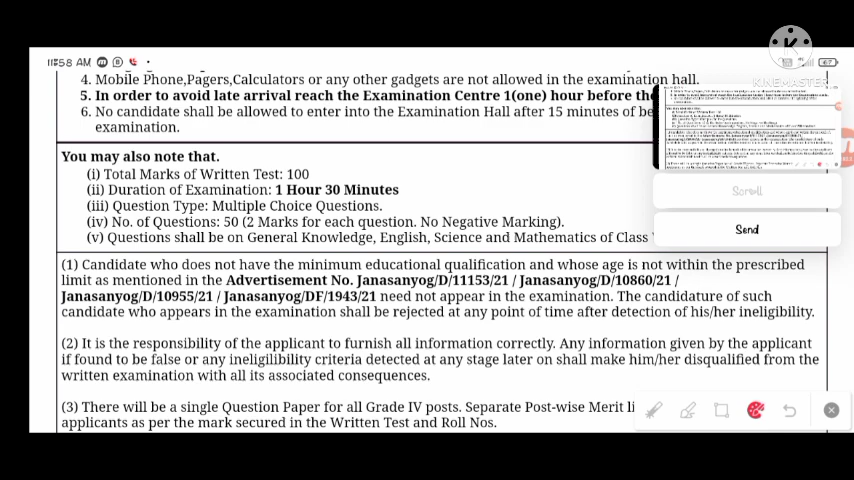 11:58 AM
67
KINEMASTER
4. Mobile Phone,Pagers,Calculators or any other gadgets are not allowed in the examination hall.
5. In order to avoid late arrival reach the Examination Centre 1(one) hour before the
6. No candidate shall be allowed to enter into the Examination Hall after 15 minutes of be
examination.
Scroll
Send
You may also note that.
(i) Total Marks of Written Test: 100
(ii) Duration of Examination: 1 Hour 30 Minutes
(iii) Question Type: Multiple Choice Questions.
(iv) No. of Questions: 50 (2 Marks for each question. No Negative Marking).
(v) Questions shall be on General Knowledge, English, Science and Mathematics of Class
(1) Candidate who does not have the minimum educational qualification and whose age is not within the prescribed
limit as mentioned in the Advertisement No. Janasanyog/D/11153/21 / Janasanyog/D/10860/21 /
Janasanyog/D/10955/21 / Janasanyog/DF/1943/21 need not appear in the examination. The candidature of such
candidate who appears in the examination shall be rejected at any point of time after detection of his/her ineligibility.
(2) It is the responsibility of the applicant to furnish all information correctly. Any information given by the applicant
if found to be false or any ineligilibility criteria detected at any stage later on shall make him/her disqualified from the
written examination with all its associated consequences.
(3) There will be a single Question Paper for all Grade IV posts. Separate Post-wise Merit li
applicants as per the mark secured in the Written Test and Roll Nos.